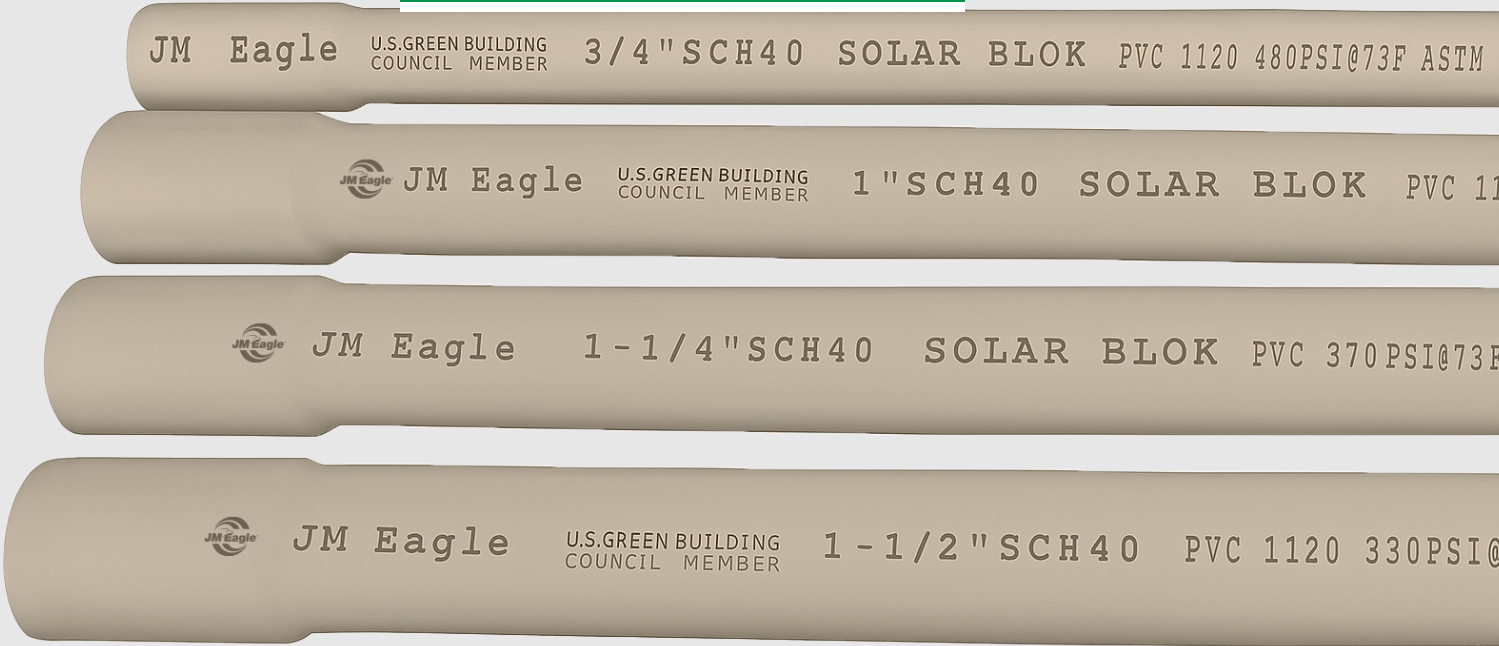 JM Eagle U.S.GREEN BUILDING COUNCIL MEMBER 3/4"SCH40 SOLAR BLOK PVC 1120 480PSI@73F ASTM
JM Eagle JM Eagle U.S.GREEN BUILDING COUNCIL MEMBER 1"SCH40 SOLAR BLOK PVC 11
JM Eagle JM Eagle 1-1/4"SCH40 SOLAR BLOK PVC 370PSI@73F
JM Eagle JM Eagle U.S.GREEN BUILDING COUNCIL MEMBER 1-1/2"SCH40 PVC 1120 330PSI@